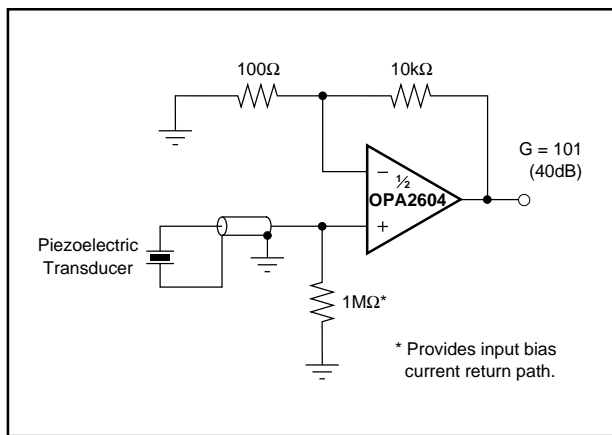 100Ω
10kΩ
G = 101
(40dB)
–
½
OPA2604
+
Piezoelectric
Transducer
1MΩ*
* Provides input bias
current return path.